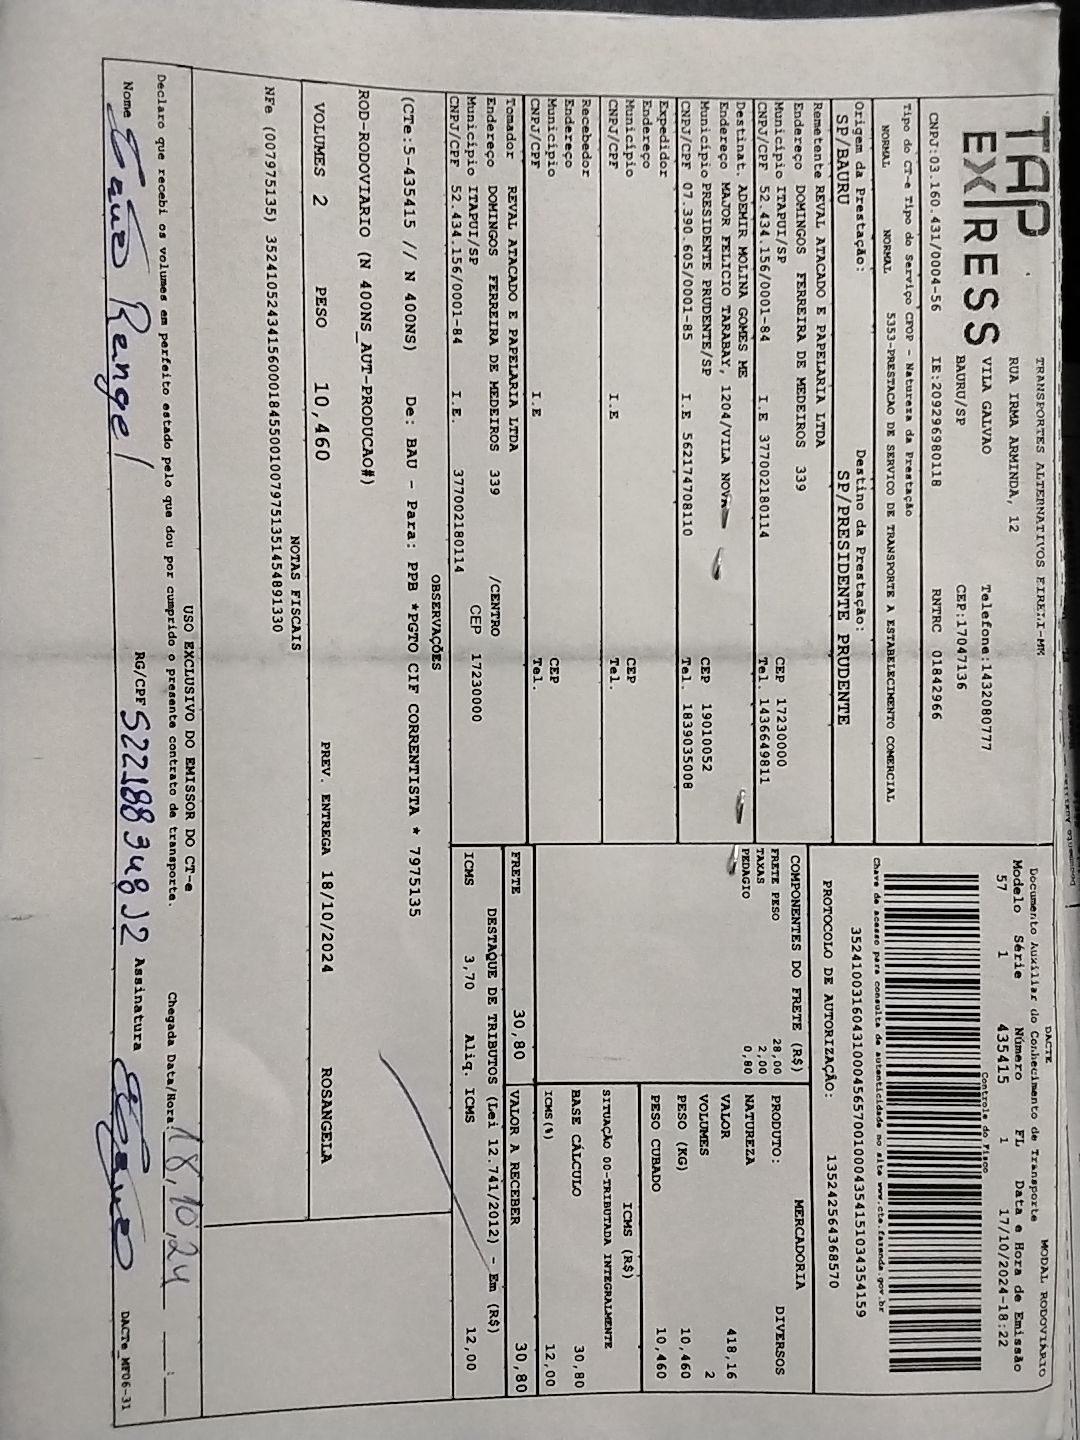 TAP EXPRESS
TRANSPORTES ALTERNATIVOS EIRELI-ME
RUA IRMA ARMINDA, 12
VILA GALVAO Telefone:1432080777
BAURU/SP CEP:17047136
CNPJ:03.160.431/0004-56 IE:209296980118 RNTRC 01842966
DACTE MODAL RODOVIÁRIO
Documento Auxiliar do Conhecimento de Transporte
Modelo Série Número FL Data e Hora de Emissão
57 1 435415 1 17/10/2024-18:22
Controle do Fisco
Chave de acesso para consulta de autenticidade no site www.cte.fazenda.gov.br
35241003160431000456570010004354151034354159
PROTOCOLO DE AUTORIZAÇÃO: 135242564368570
Tipo do CT-e Tipo do Serviço CFOP - Natureza da Prestação
NORMAL NORMAL 5353-PRESTACAO DE SERVICO DE TRANSPORTE A ESTABELECIMENTO COMERCIAL
Origem da Prestação: Destino da Prestação:
SP/BAURU SP/PRESIDENTE PRUDENTE
Remetente REVAL ATACADO E PAPELARIA LTDA
Endereço DOMINGOS FERREIRA DE MEDEIROS 339
Município ITAPUI/SP CEP 17230000
CNPJ/CPF 52.434.156/0001-84 I.E 377002180114 Tel. 1436649811
Destinat. ADEMIR MOLINA GOMES ME
Endereço MAJOR FELICIO TARABAY, 1204/VILA NOVA
Município PRESIDENTE PRUDENTE/SP CEP 19010052
CNPJ/CPF 07.390.605/0001-85 I.E 562174708110 Tel. 1839035008
Expedidor
Endereço
Município CEP
CNPJ/CPF I.E Tel.
Recebedor
Endereço
Município CEP
CNPJ/CPF I.E Tel.
Tomador REVAL ATACADO E PAPELARIA LTDA
Endereço DOMINGOS FERREIRA DE MEDEIROS 339 /CENTRO
Município ITAPUI/SP CEP 17230000
CNPJ/CPF 52.434.156/0001-84 I.E. 377002180114
COMPONENTES DO FRETE (R$)
FRETE PESO 28,00
TAXAS 2,00
PEDAGIO 0,80
MERCADORIA
PRODUTO: DIVERSOS
NATUREZA
VALOR 418,16
VOLUMES 2
PESO (KG) 10,460
PESO CUBADO 10,460
ICMS (R$)
SITUAÇÃO 00-TRIBUTADA INTEGRALMENTE
BASE CÁLCULO 30,80
ICMS(%) 12,00
FRETE 30,80 VALOR A RECEBER 30,80
DESTAQUE DE TRIBUTOS (Lei 12.741/2012) - Em (R$)
ICMS 3,70 Aliq. ICMS 12,00
OBSERVAÇÕES
(CTe:5-435415 // N 400NS) De: BAU - Para: PPB *PGTO CIF CORRENTISTA * 7975135
ROD-RODOVIARIO (N 400NS_AUT-PRODUCAO#)
VOLUMES 2 PESO 10,460 PREV. ENTREGA 18/10/2024 ROSANGELA
NOTAS FISCAIS
NFe (007975135) 35241052434156000184550010079751351454891330
USO EXCLUSIVO DO EMISSOR DO CT-e
Declaro que recebi os volumes em perfeito estado pelo que dou por cumprido o presente contrato de transporte. Chegada Data/Hora: 18/10/24 :
Nome Rangel RG/CPF 52218834812 Assinatura
DACTe_MF06-31